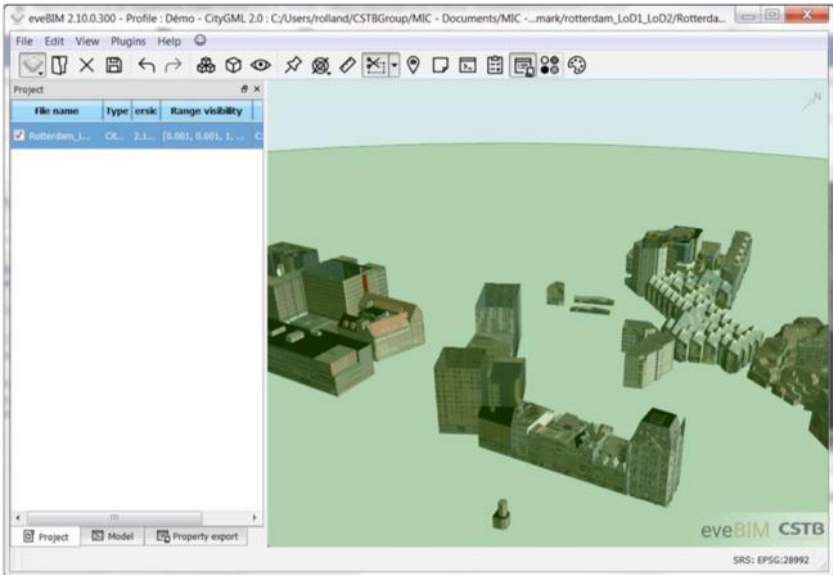 eveBIM 2.10.0.300 - Profile : Démo - CityGML 2.0 : C:/Users/rolland/CSTBGroup/MIC - Documents/MIC -...mark/rotterdam_LoD1_LoD2/Rotterda...
File Edit View Plugins Help
Project
File name Type ersic Range visibility
Rotterdam_L... Cit... 2.1... [0.001, 0.001, 1, ... C:
N
Project Model Property export
eveBIM CSTB
SRS: EPSG:28992